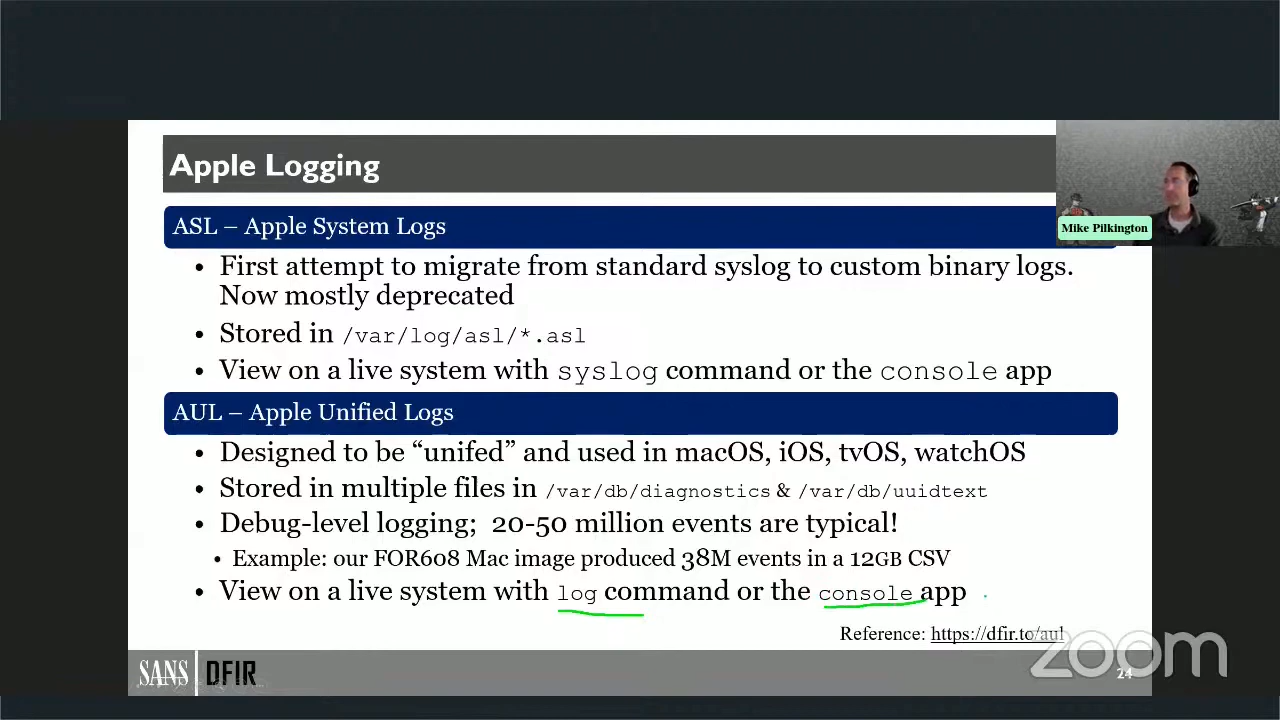 Apple Logging
Mike Pilkington
ASL – Apple System Logs
• First attempt to migrate from standard syslog to custom binary logs.
Now mostly deprecated
• Stored in /var/log/asl/*.asl
• View on a live system with syslog command or the console app
AUL – Apple Unified Logs
• Designed to be “unifed” and used in macOS, iOS, tvOS, watchOS
• Stored in multiple files in /var/db/diagnostics & /var/db/uuidtext
• Debug-level logging; 20-50 million events are typical!
• Example: our FOR608 Mac image produced 38M events in a 12GB CSV
• View on a live system with log command or the console app
Reference: https://dfir.to/aul
SANS DFIR
24
zoom